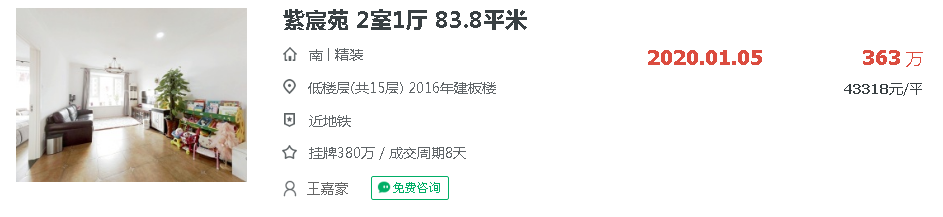 紫宸苑 2室1厅 83.8平米
南 | 精装
2020.01.05
363 万
低楼层(共15层) 2016年建板楼
43318元/平
近地铁
挂牌380万 / 成交周期8天
王嘉蒙
免费咨询